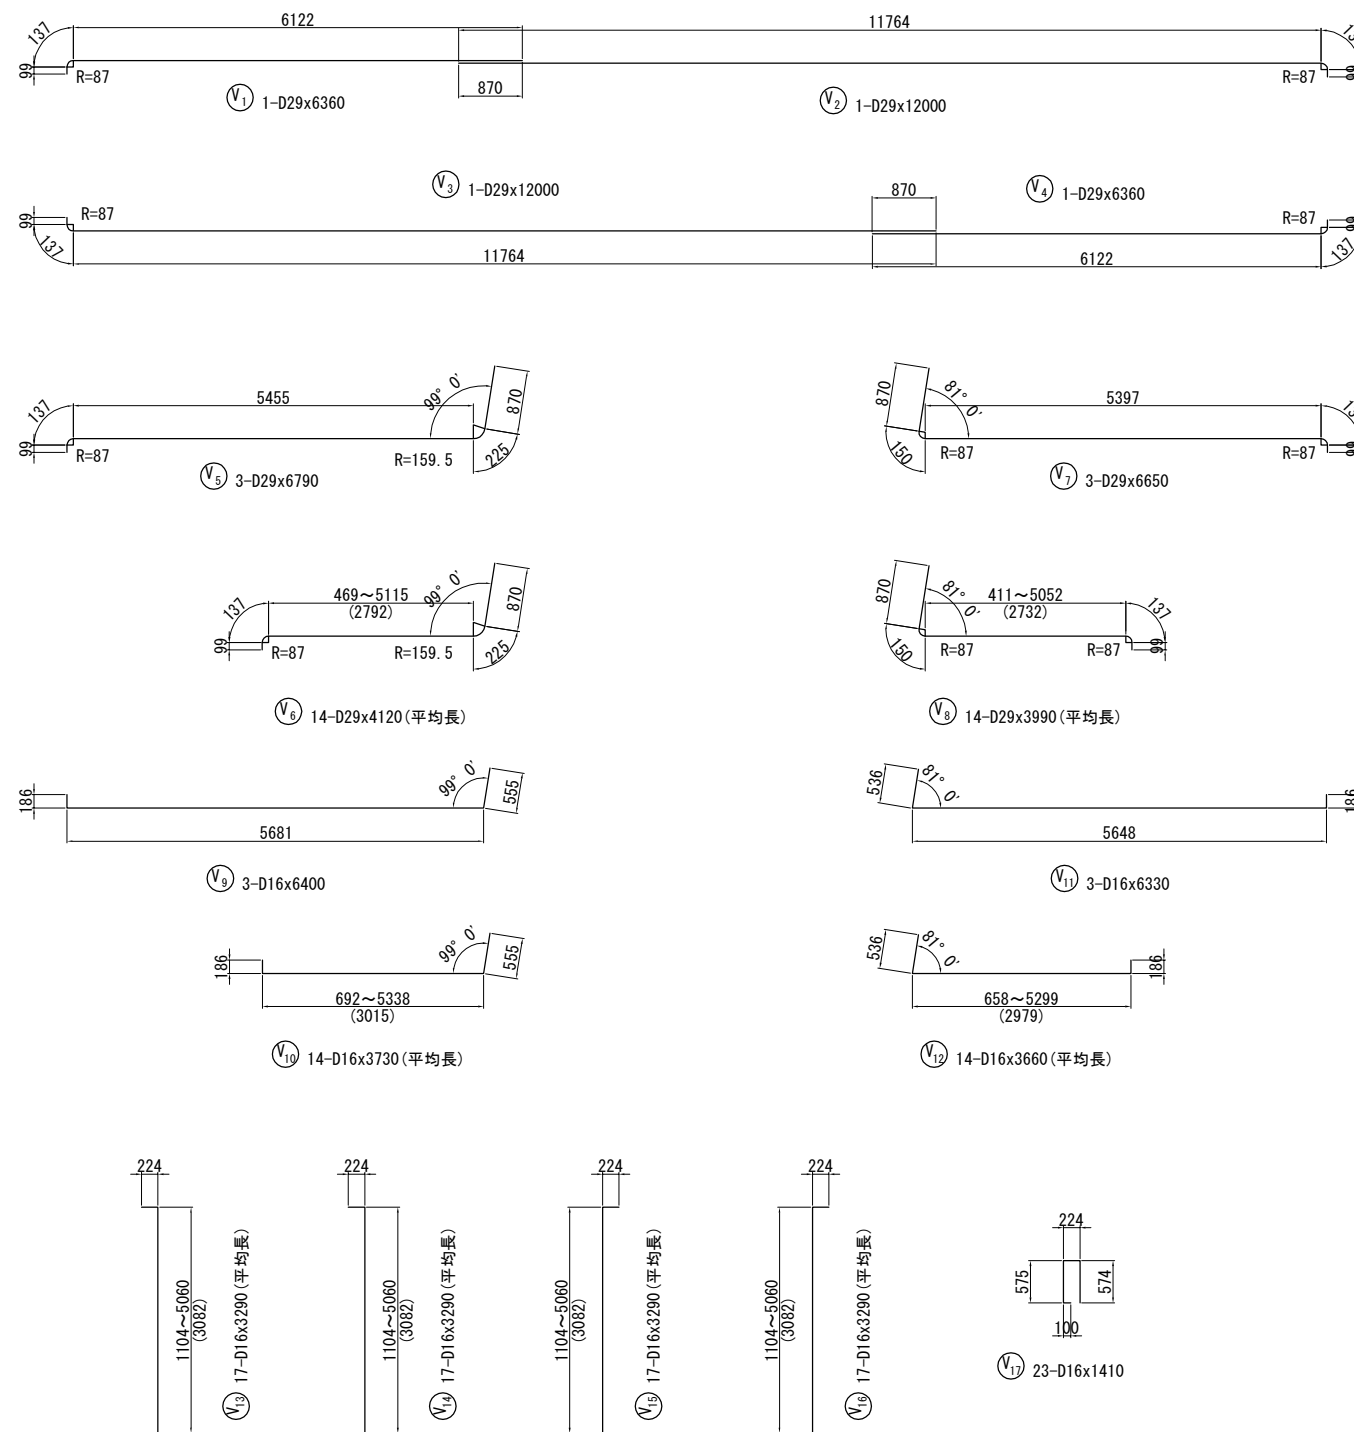 6122
11764
137
99
R=87
870
R=87
V1 1-D29x6360
V2 1-D29x12000
V3 1-D29x12000
870
V4 1-D29x6360
99
R=87
137
11764
R=87
137
6122
137
5455
99° 0'
870
99
R=87
R=159.5
225
V5 3-D29x6790
870
81° 0'
5397
150
R=87
R=87
V7 3-D29x6650
137
469～5115
(2792)
99° 0'
870
99
R=87
R=159.5
225
V6 14-D29x4120(平均長)
870
81° 0'
411～5052
(2732)
137
150
R=87
R=87
99
V8 14-D29x3990(平均長)
186
99° 0'
555
5681
V9 3-D16x6400
536
81° 0'
186
5648
V11 3-D16x6330
186
99° 0'
555
692～5338
(3015)
V10 14-D16x3730(平均長)
536
81° 0'
186
658～5299
(2979)
V12 14-D16x3660(平均長)
224
1104～5060
(3082)
V13 17-D16x3290(平均長)
224
1104～5060
(3082)
V14 17-D16x3290(平均長)
224
1104～5060
(3082)
V15 17-D16x3290(平均長)
224
1104～5060
(3082)
V16 17-D16x3290(平均長)
224
575
574
100
V17 23-D16x1410